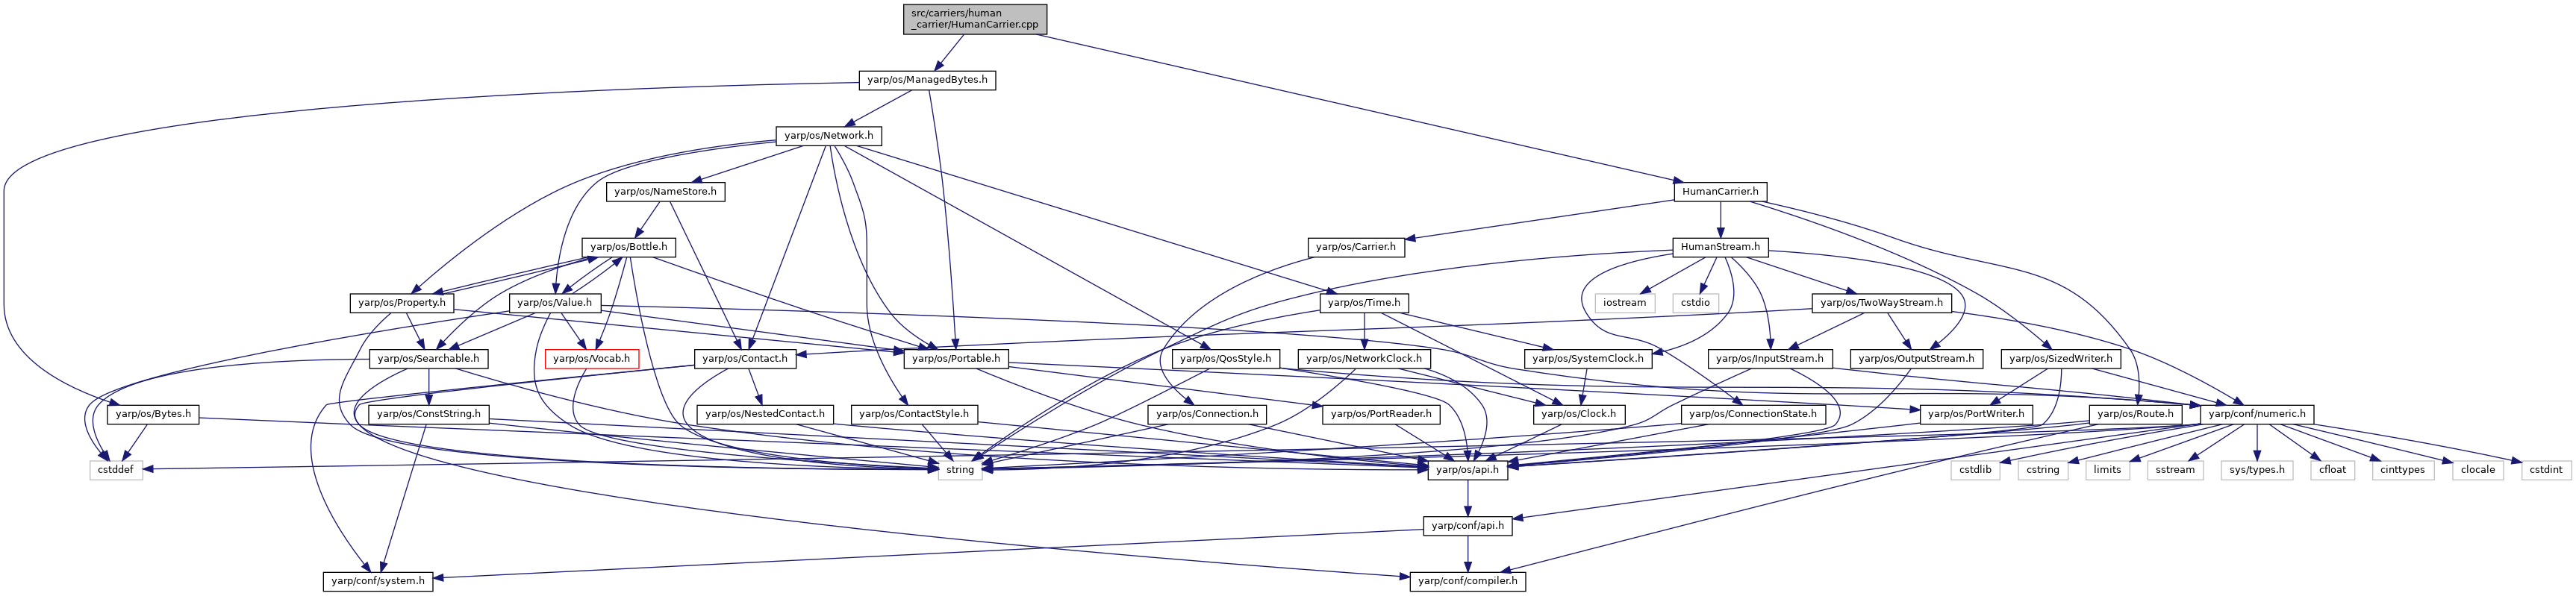 src/carriers/human
_carrier/HumanCarrier.cpp
yarp/os/ManagedBytes.h
yarp/os/Network.h
yarp/os/NameStore.h
HumanCarrier.h
yarp/os/Bottle.h
yarp/os/Carrier.h
HumanStream.h
yarp/os/Property.h
yarp/os/Value.h
yarp/os/Time.h
iostream
cstdio
yarp/os/TwoWayStream.h
yarp/os/Searchable.h
yarp/os/Vocab.h
yarp/os/Contact.h
yarp/os/Portable.h
yarp/os/QosStyle.h
yarp/os/NetworkClock.h
yarp/os/SystemClock.h
yarp/os/InputStream.h
yarp/os/OutputStream.h
yarp/os/SizedWriter.h
yarp/os/Bytes.h
yarp/os/ConstString.h
yarp/os/NestedContact.h
yarp/os/ContactStyle.h
yarp/os/Connection.h
yarp/os/PortReader.h
yarp/os/Clock.h
yarp/os/ConnectionState.h
yarp/os/PortWriter.h
yarp/os/Route.h
yarp/conf/numeric.h
cstddef
string
yarp/os/api.h
cstdlib
cstring
limits
sstream
sys/types.h
cfloat
cinttypes
clocale
cstdint
yarp/conf/api.h
yarp/conf/system.h
yarp/conf/compiler.h